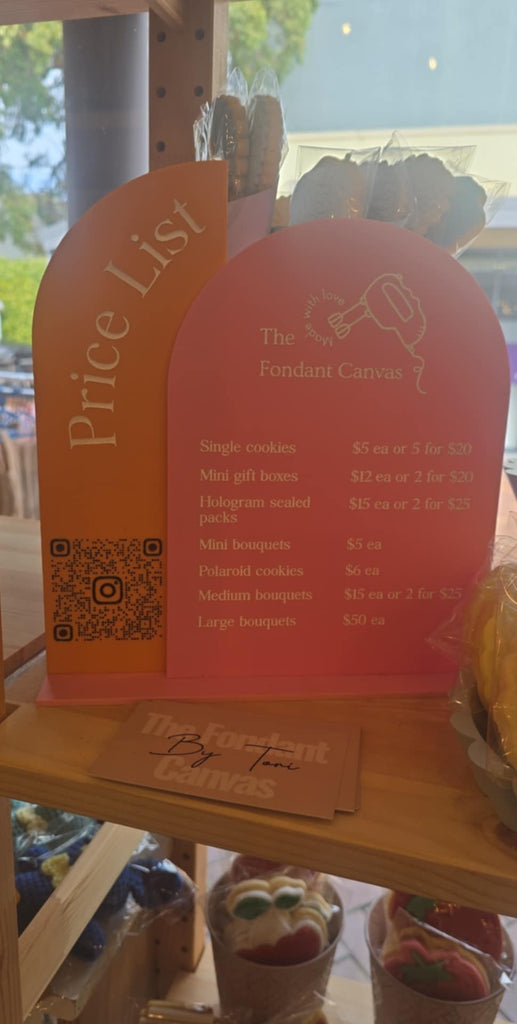 Price List
Made with love
The
Fondant Canvas
Single cookies $5 ea or 5 for $20
Mini gift boxes $12 ea or 2 for $20
Hologram sealed $15 ea or 2 for $25
packs
Mini bouquets $5 ea
Polaroid cookies $6 ea
Medium bouquets $15 ea or 2 for $25
Large bouquets $50 ea
The Fondant
By Tori
Canvas